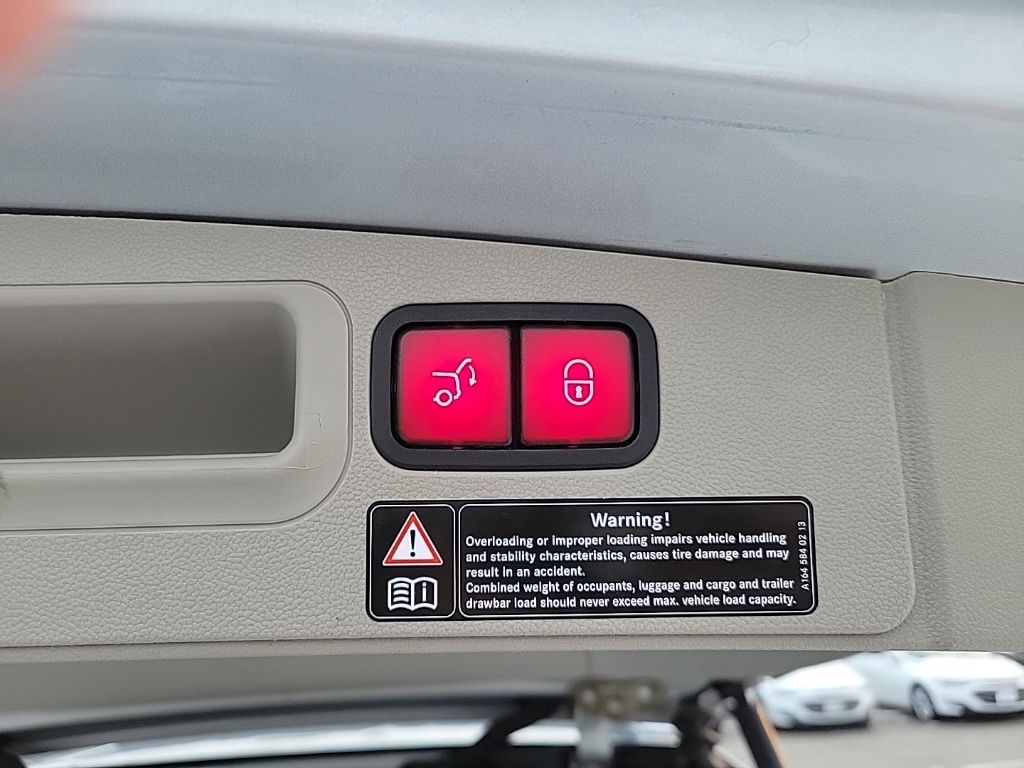 Warning!
Overloading or improper loading impairs vehicle handling
and stability characteristics, causes tire damage and may
result in an accident.
Combined weight of occupants, luggage and cargo and trailer
drawbar load should never exceed max. vehicle load capacity.
A164 584 02 13